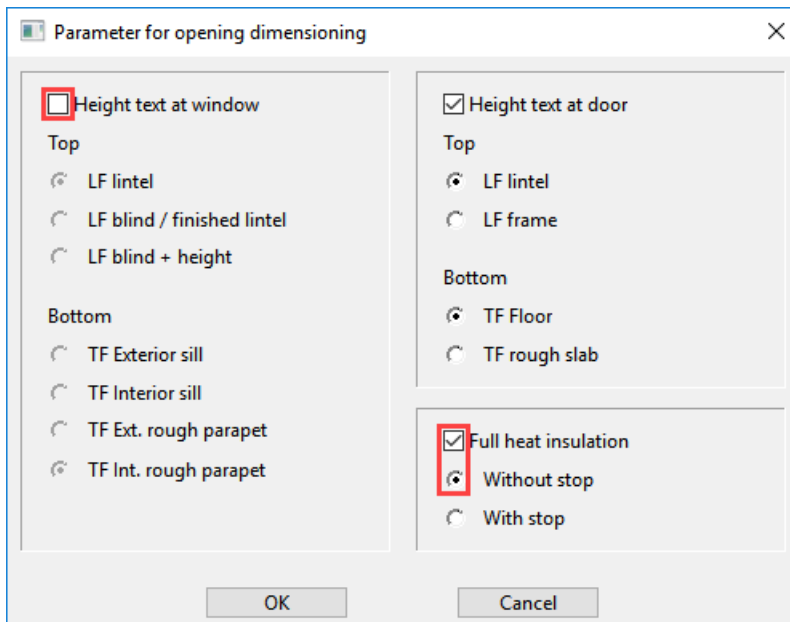 Parameter for opening dimensioning
Height text at window
Top
LF lintel
LF blind / finished lintel
LF blind + height
Bottom
TF Exterior sill
TF Interior sill
TF Ext. rough parapet
TF Int. rough parapet
Height text at door
Top
LF lintel
LF frame
Bottom
TF Floor
TF rough slab
Full heat insulation
Without stop
With stop
OK
Cancel